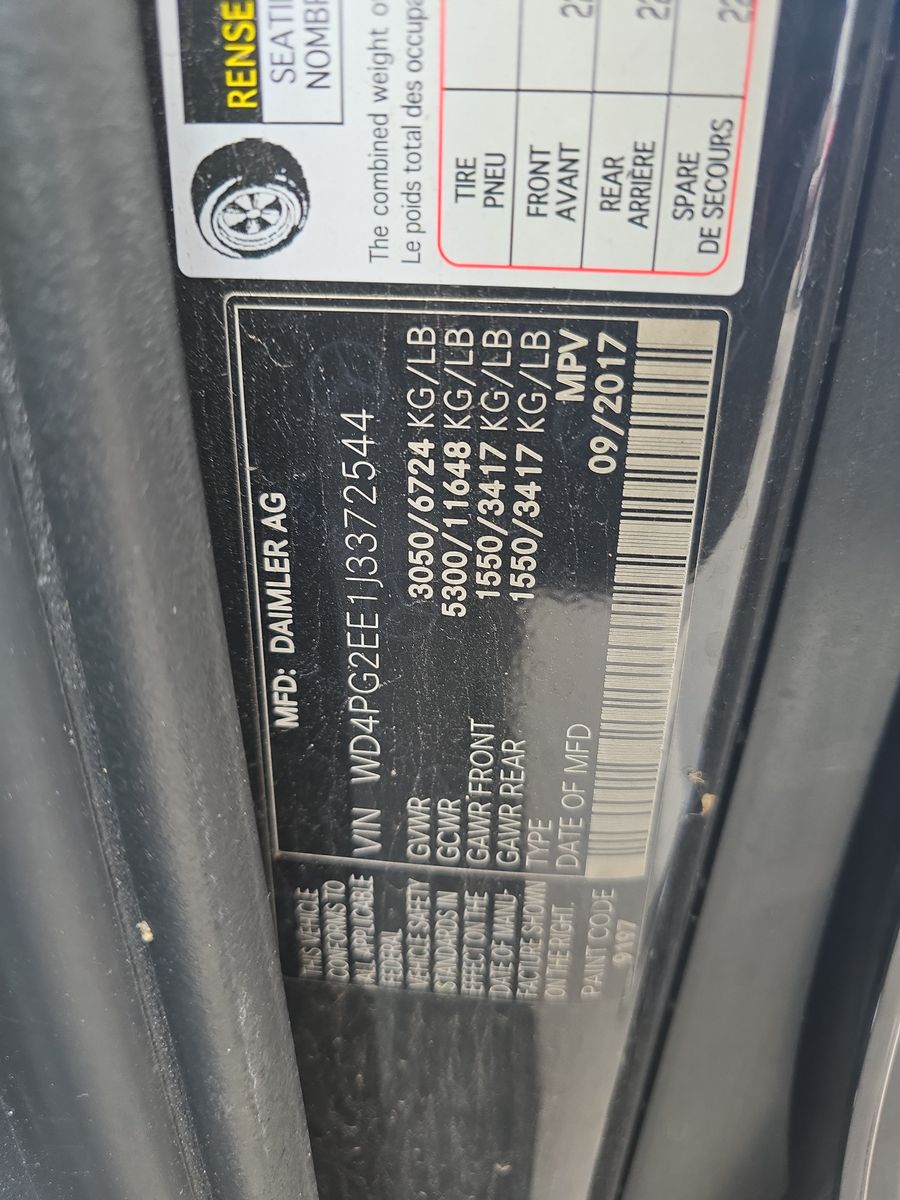 MFD: DAIMLER AG
VIN WD4PG2EE1J3372544
GVWR 3050/6724 KG/LB
GCWR 5300/11648 KG/LB
GAWR FRONT 1550/3417 KG/LB
GAWR REAR 1550/3417 KG/LB
TYPE MPV
DATE OF MFD 09/2017
THIS VEHICLE
CONFORMS TO
ALL APPLICABLE
FEDERAL
VEHICLE SAFETY
STANDARDS IN
EFFECT ON THE
DATE OF MANU-
FACTURE SHOWN
ON THE RIGHT.
PAINT CODE
9197
RENSE
SEATI
NOMBR
The combined weight o
Le poids total des occupa
TIRE
PNEU
FRONT
AVANT
22
REAR
ARRIÈRE
22
SPARE
DE SECOURS
22